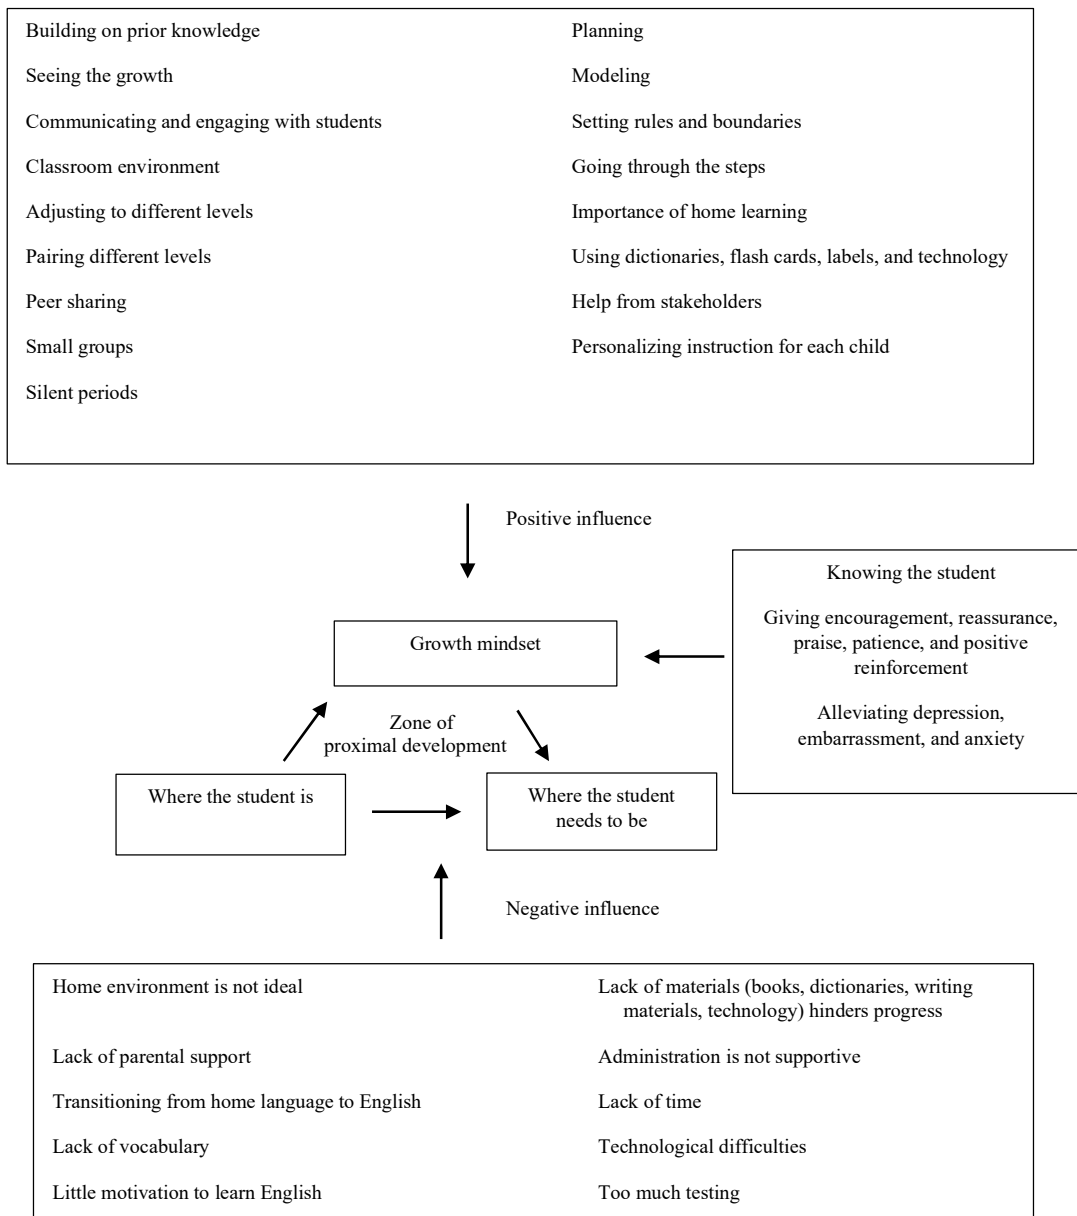 Building on prior knowledge
Seeing the growth
Communicating and engaging with students
Classroom environment
Adjusting to different levels
Pairing different levels
Peer sharing
Small groups
Silent periods
Planning
Modeling
Setting rules and boundaries
Going through the steps
Importance of home learning
Using dictionaries, flash cards, labels, and technology
Help from stakeholders
Personalizing instruction for each child
Positive influence
Knowing the student
Giving encouragement, reassurance,
praise, patience, and positive
reinforcement
Alleviating depression,
embarrassment, and anxiety
Growth mindset
Zone of
proximal development
Where the student is
Where the student
needs to be
Negative influence
Home environment is not ideal
Lack of parental support
Transitioning from home language to English
Lack of vocabulary
Little motivation to learn English
Lack of materials (books, dictionaries, writing
materials, technology) hinders progress
Administration is not supportive
Lack of time
Technological difficulties
Too much testing